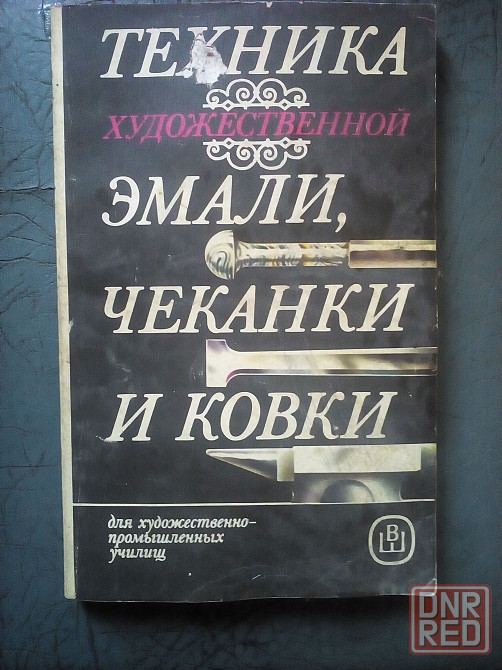 ТЕХНИКА
ХУДОЖЕСТВЕННОЙ
ЭМАЛИ,
ЧЕКАНКИ
И КОВКИ
для художественно-
промышленных
училищ
ВШ
DNR
RED